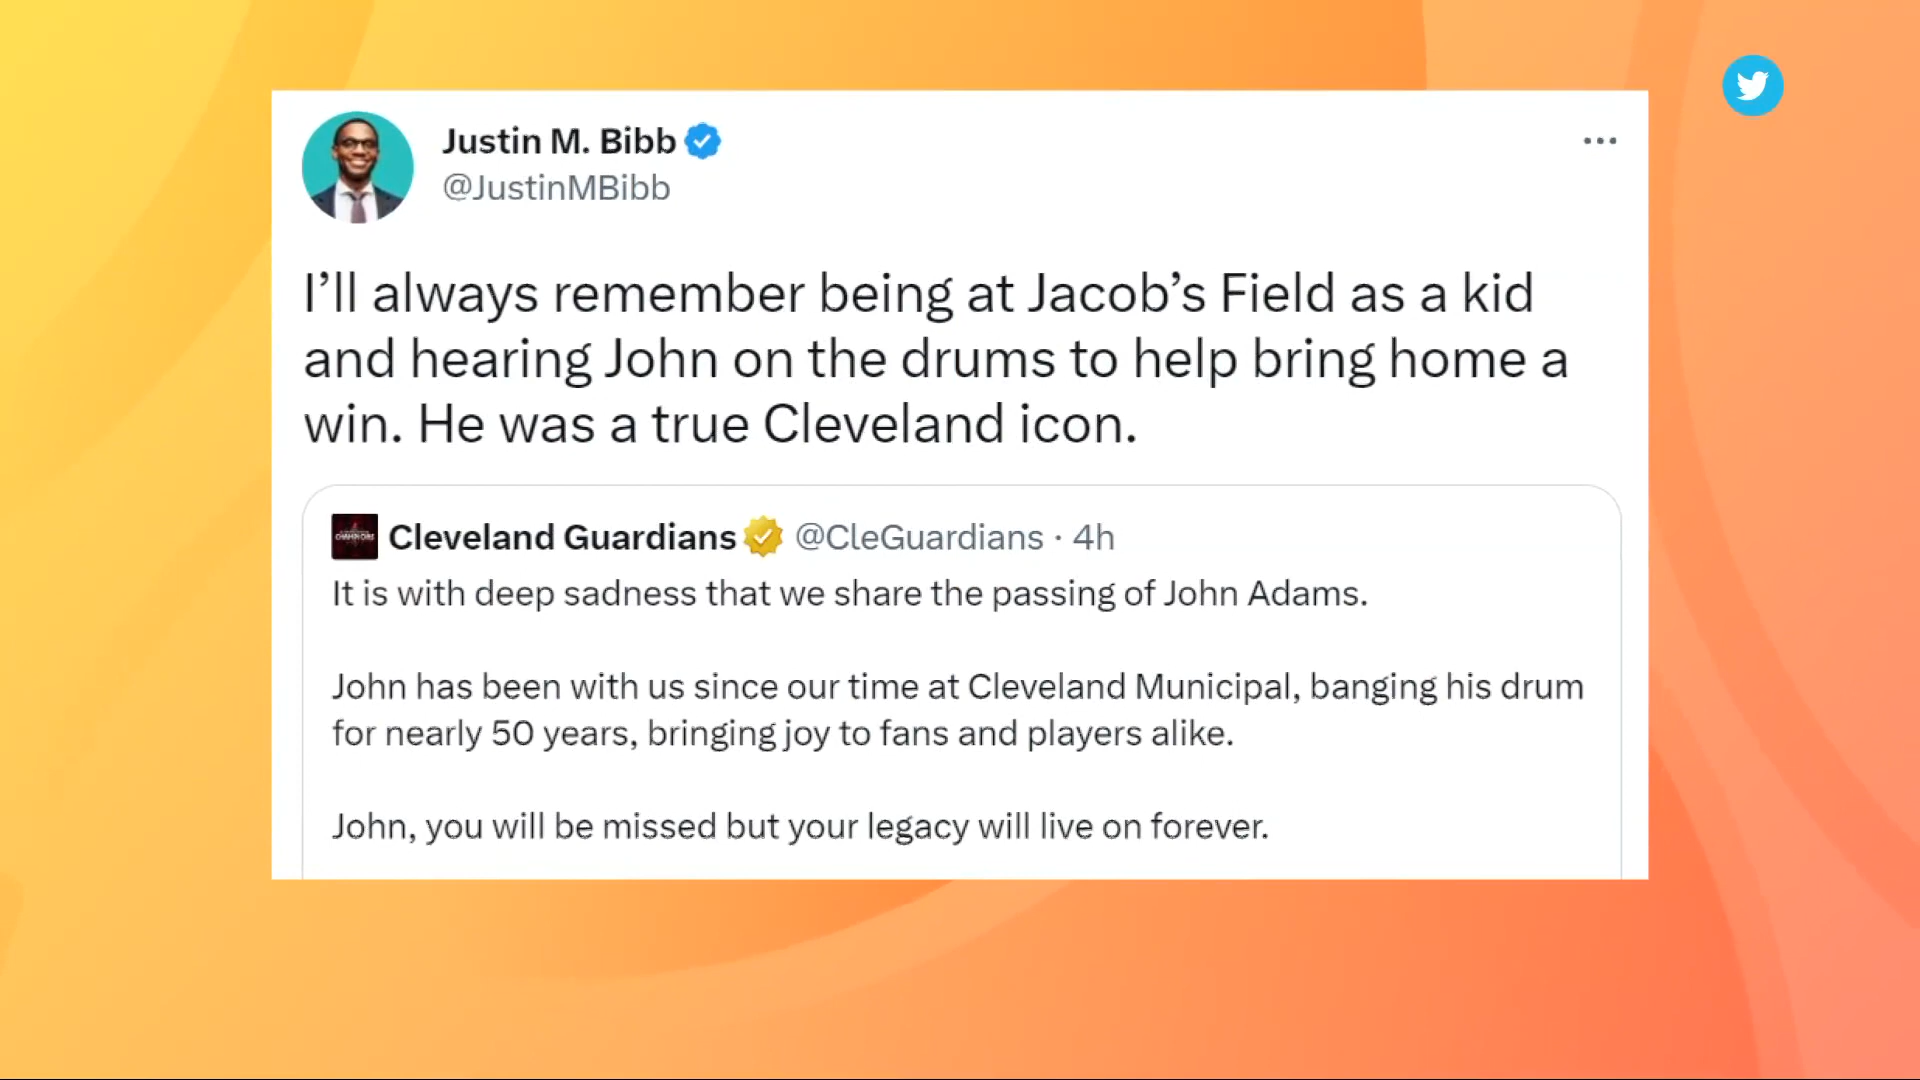 Justin M. Bibb
@JustinMBibb
I’ll always remember being at Jacob’s Field as a kid
and hearing John on the drums to help bring home a
win. He was a true Cleveland icon.
Cleveland Guardians @CleGuardians · 4h
It is with deep sadness that we share the passing of John Adams.
John has been with us since our time at Cleveland Municipal, banging his drum
for nearly 50 years, bringing joy to fans and players alike.
John, you will be missed but your legacy will live on forever.